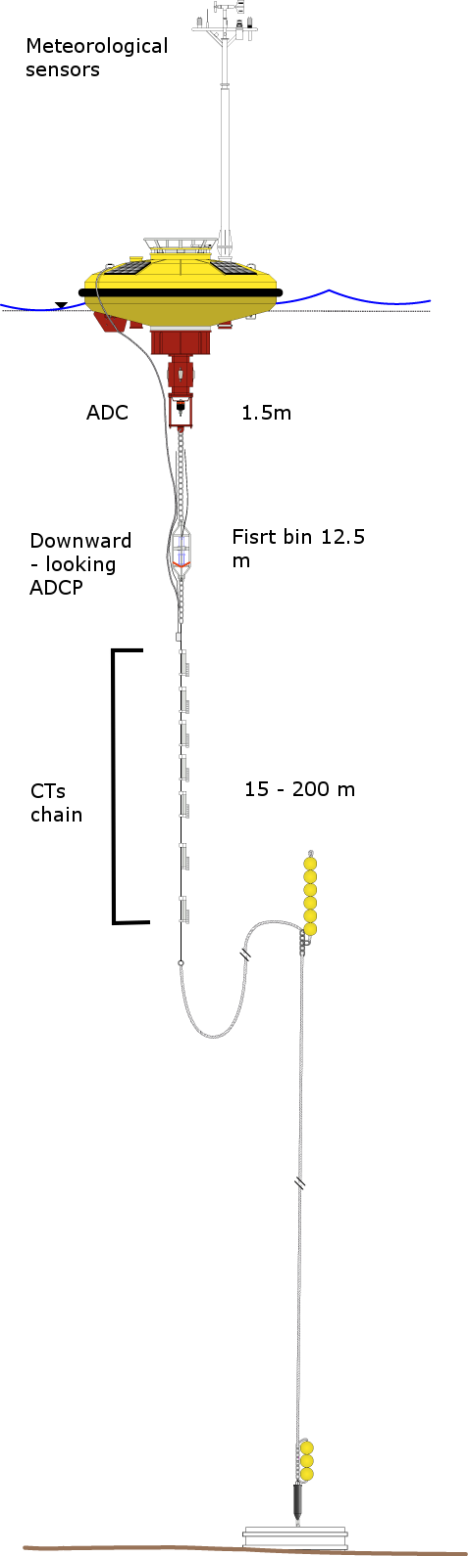 Meteorological
sensors
ADC
1.5m
Downward
- looking
ADCP
Fisrt bin 12.5
m
CTs
chain
15 - 200 m